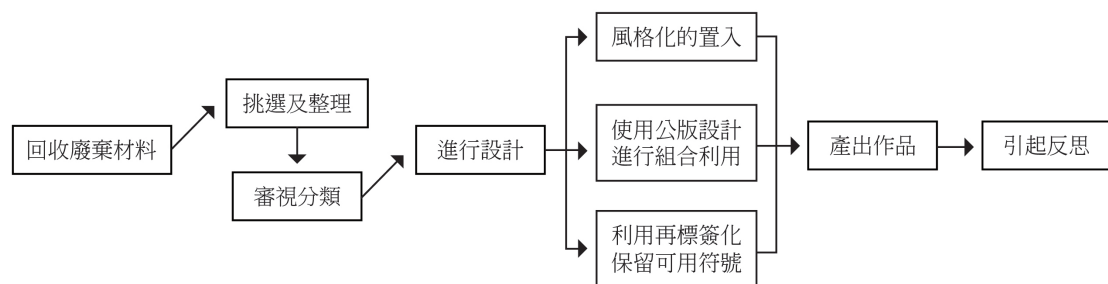 回收廢棄材料
挑選及整理
審視分類
進行設計
風格化的置入
使用公版設計
進行組合利用
利用再標簽化
保留可用符號
產出作品
引起反思